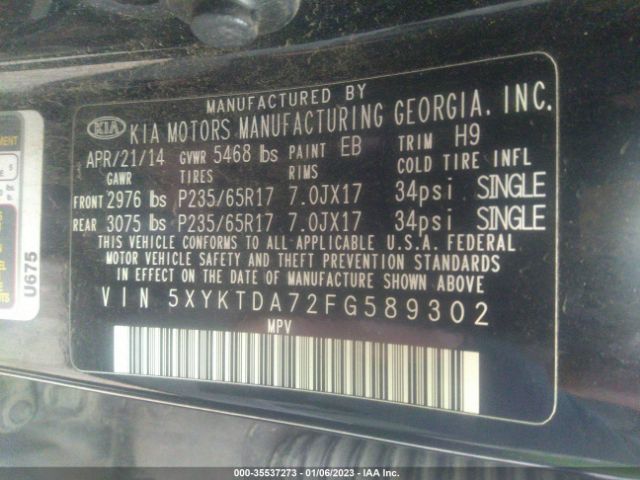 MANUFACTURED BY
KIA KIA MOTORS MANUFACTURING GEORGIA, INC.
APR/21/14 GVWR 5468 lbs PAINT EB TRIM H9
GAWR TIRES RIMS COLD TIRE INFL
FRONT 2976 lbs P235/65R17 7.0JX17 34psi SINGLE
REAR 3075 lbs P235/65R17 7.0JX17 34psi SINGLE
THIS VEHICLE CONFORMS TO ALL APPLICABLE U.S.A. FEDERAL
MOTOR VEHICLE SAFETY AND THEFT PREVENTION STANDARDS
IN EFFECT ON THE DATE OF MANUFACTURE SHOWN ABOVE.
VIN 5XYKTDA72FG589302
MPV
U675
000-35537273 - 01/06/2023 - IAA Inc.